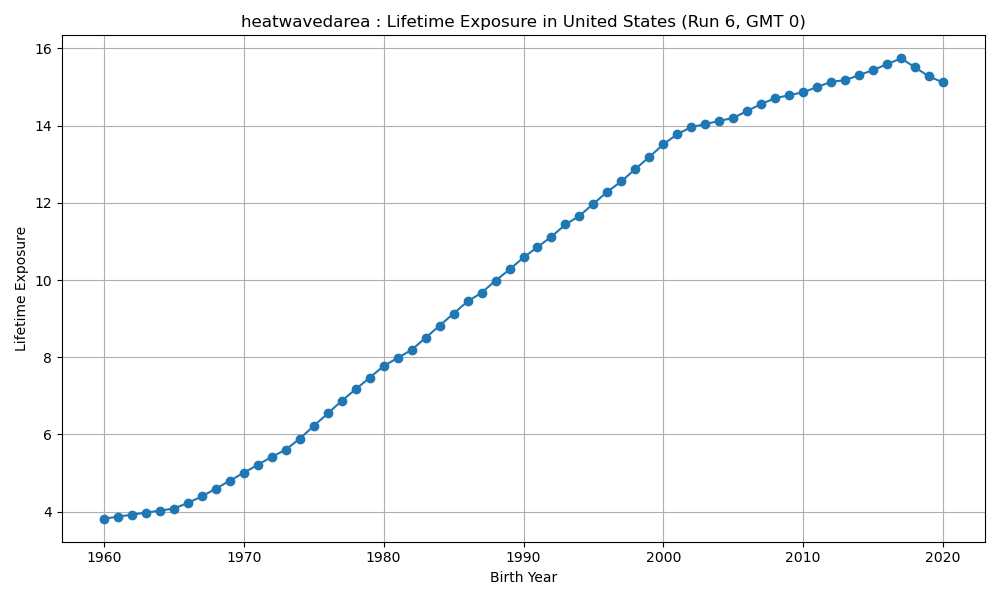 heatwavedarea : Lifetime Exposure in United States (Run 6, GMT 0)
16
14
12
10
8
6
4
Lifetime Exposure
1960 1970 1980 1990 2000 2010 2020
Birth Year